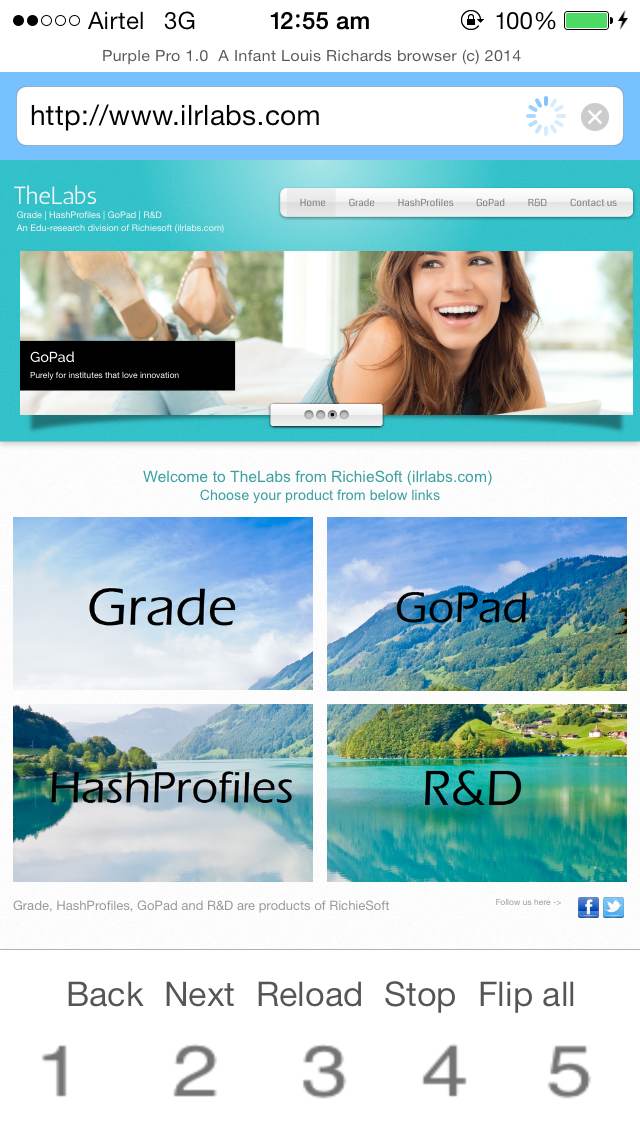 Airtel 3G 12:55 am 100%
Purple Pro 1.0 A Infant Louis Richards browser (c) 2014
http://www.ilrlabs.com
TheLabs
Grade | HashProfiles | GoPad | R&D
An Edu-research division of Richiesoft (ilrlabs.com)
Home Grade HashProfiles GoPad R&D Contact us
GoPad
Purely for institutes that love innovation
Welcome to TheLabs from RichieSoft (ilrlabs.com)
Choose your product from below links
Grade
GoPad
HashProfiles
R&D
Grade, HashProfiles, GoPad and R&D are products of RichieSoft
Follow us here ->
Back Next Reload Stop Flip all
1 2 3 4 5